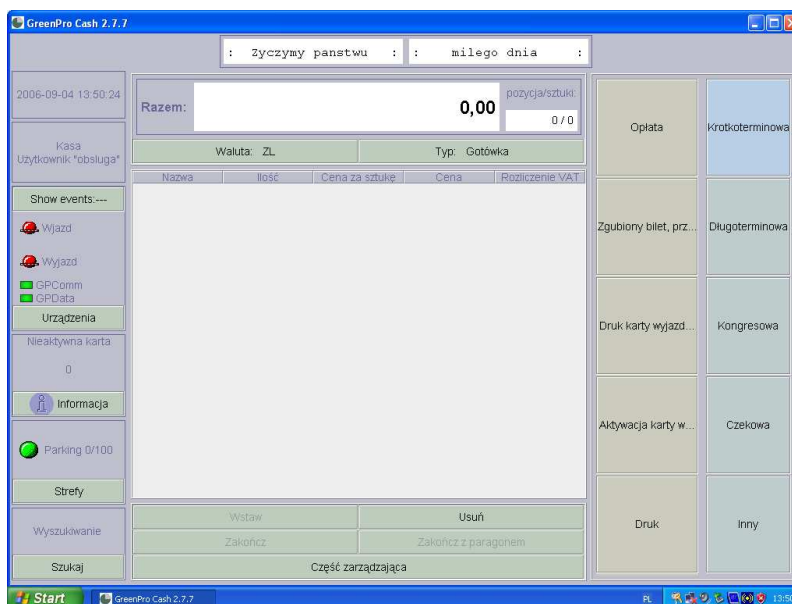 GreenPro Cash 2.7.7
: Zyczymy panstwu : : milego dnia :
2006-09-04 13:50:24
Kasa
Użytkownik "obsluga"
Show events:---
Wjazd
Wyjazd
GPComm
GPData
Urządzenia
Nieaktywna karta
0
Informacja
Parking 0/100
Strefy
Wyszukiwanie
Szukaj
Razem: 0,00
pozycja/sztuki:
0 / 0
Waluta: ZL Typ: Gotówka
Nazwa Ilość Cena za sztukę Cena Rozliczenie VAT
Wstaw Usuń
Zakończ Zakończ z paragonem
Część zarządzająca
Opłata Krotkoterminowa
Zgubiony bilet, prz... Długoterminowa
Druk karty wyjazd... Kongresowa
Aktywacja karty w... Czekowa
Druk Inny
Start GreenPro Cash 2.7.7 PL 13:50